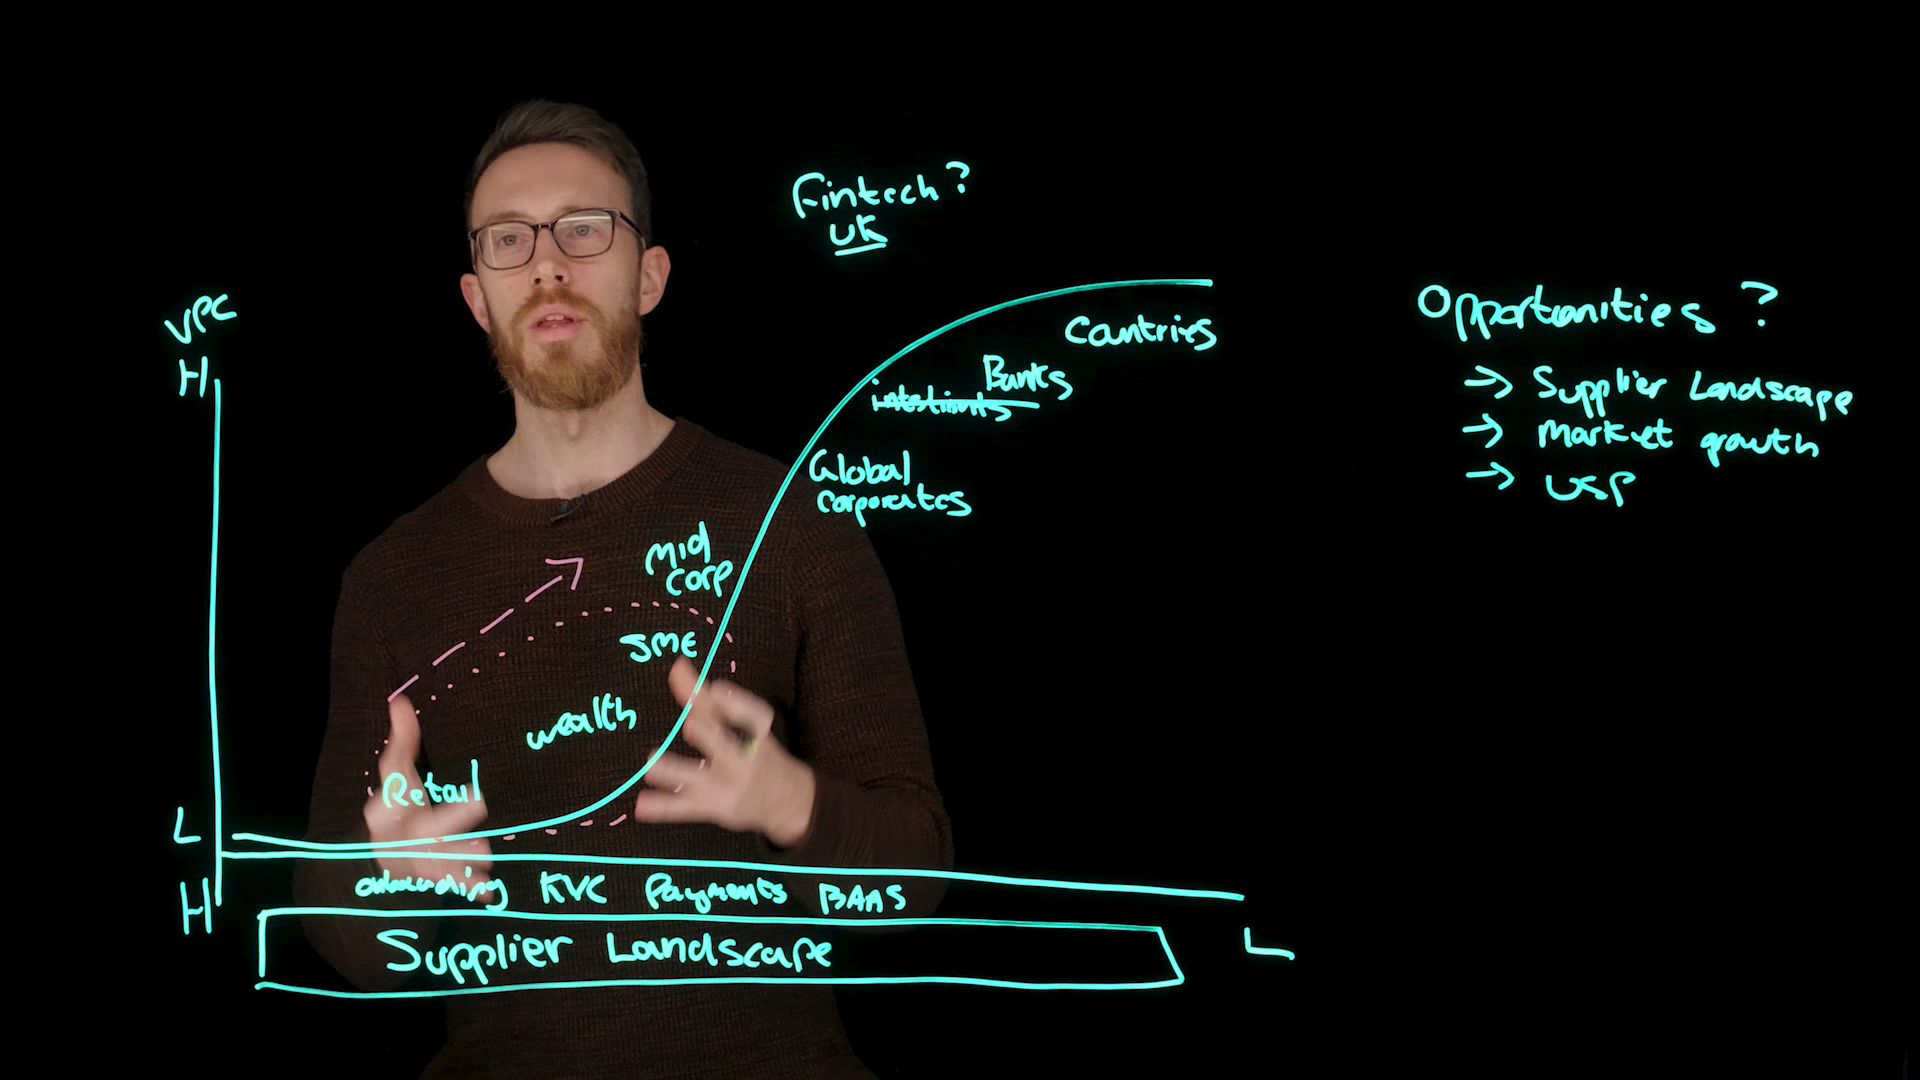 Fintech?
UK
VPC
H
Opportunities?
→ Supplier Landscape
→ Market growth
→ USP
Countries
Banks
Global
corporates
Mid
Corp
SME
wealth
Retail
L
H
onboarding KYC Payments BAAS
Supplier Landscape
L